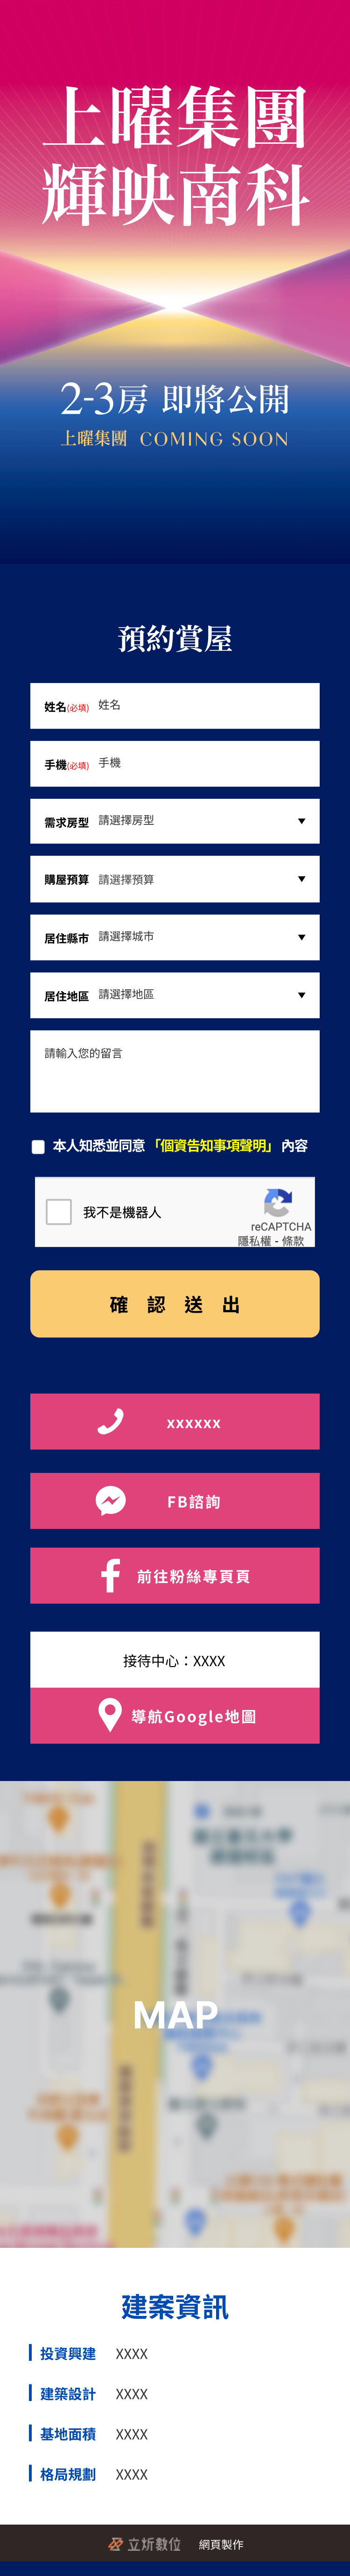 上曜集團
輝映南科
2-3房 即將公開
上曜集團 COMING SOON
預約賞屋
姓名(必填) 姓名
手機(必填) 手機
需求房型 請選擇房型
購屋預算 請選擇預算
居住縣市 請選擇城市
居住地區 請選擇地區
請輸入您的留言
本人知悉並同意「個資告知事項聲明」內容
我不是機器人
reCAPTCHA
隱私權 - 條款
確認送出
xxxxxx
FB諮詢
前往粉絲專頁頁
接待中心：XXXX
導航Google地圖
MAP
建案資訊
投資興建 XXXX
建築設計 XXXX
基地面積 XXXX
格局規劃 XXXX
立炘數位 網頁製作